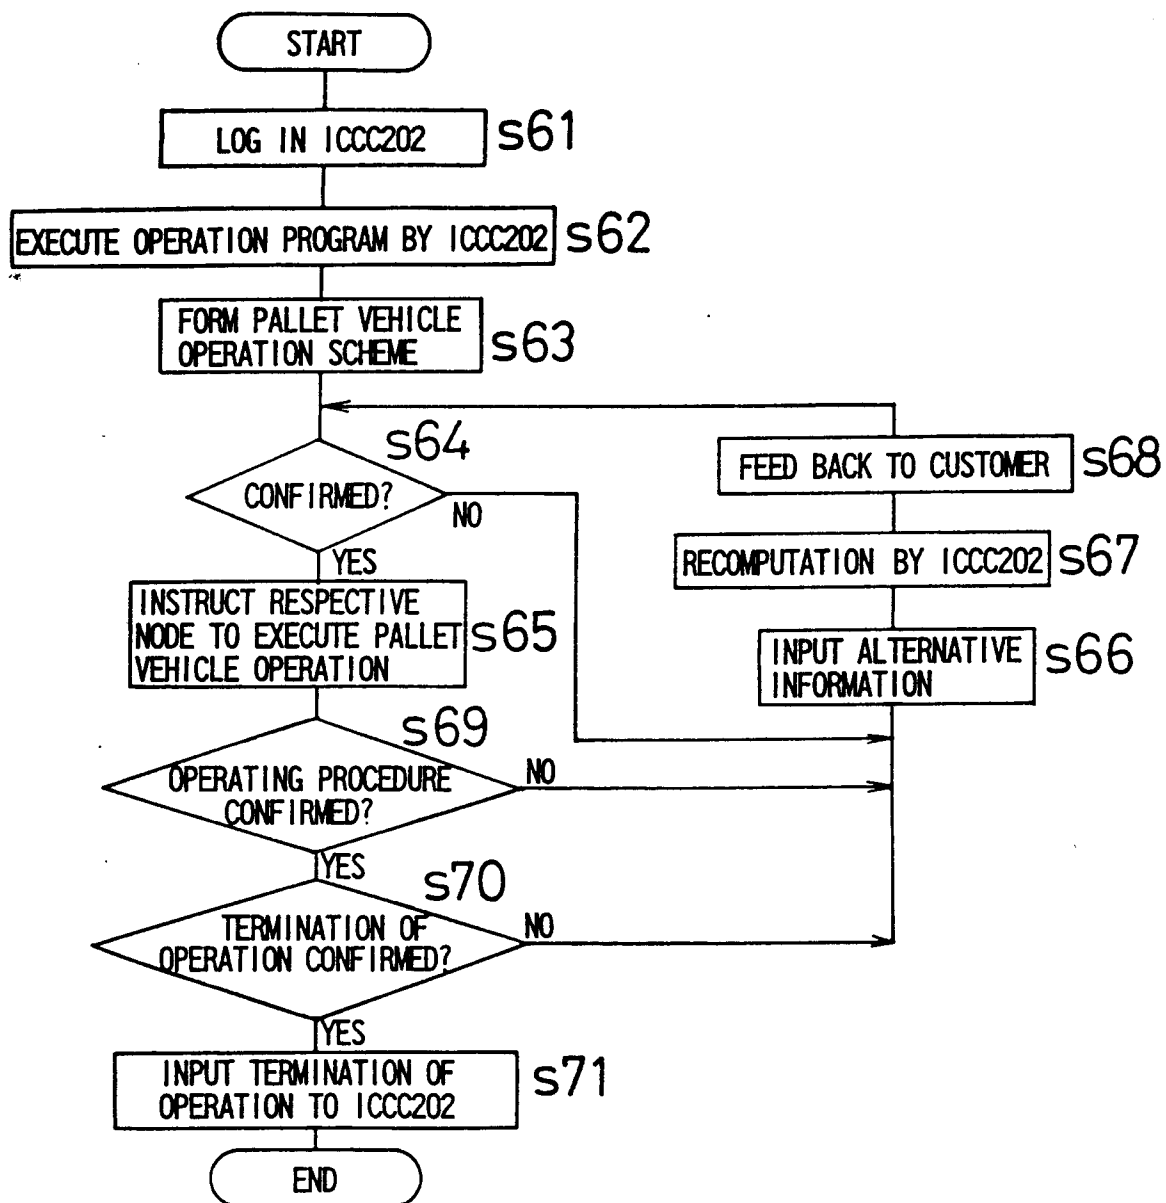 START
LOG IN ICCC202
s61
EXECUTE OPERATION PROGRAM BY ICCC202
s62
FORM PALLET VEHICLE
OPERATION SCHEME
s63
s64
CONFIRMED?
NO
YES
FEED BACK TO CUSTOMER
s68
RECOMPUTATION BY ICCC202
s67
INPUT ALTERNATIVE
INFORMATION
s66
INSTRUCT RESPECTIVE
NODE TO EXECUTE PALLET
VEHICLE OPERATION
s65
s69
OPERATING PROCEDURE
CONFIRMED?
NO
YES
s70
TERMINATION OF
OPERATION CONFIRMED?
NO
YES
INPUT TERMINATION OF
OPERATION TO ICCC202
s71
END